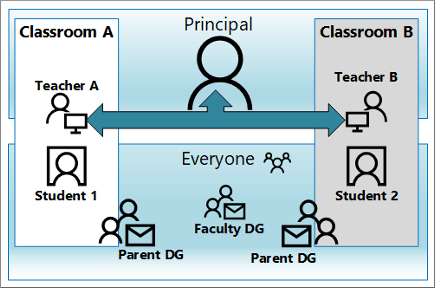 Principal
Classroom A
Classroom B
Teacher A
Teacher B
Everyone
Student 1
Student 2
Faculty DG
Parent DG
Parent DG